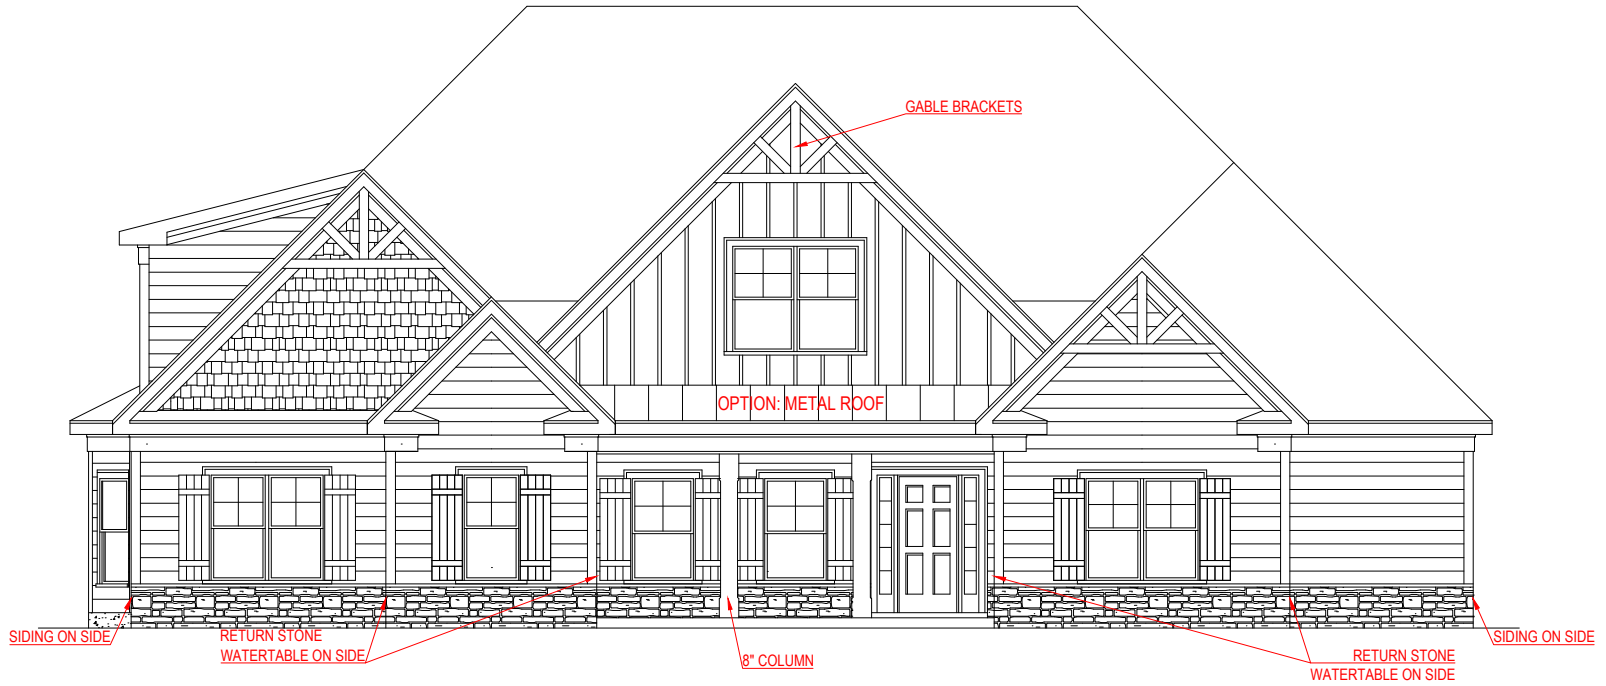 GABLE BRACKETS
OPTION: METAL ROOF
SIDING ON SIDE
RETURN STONE
WATERTABLE ON SIDE
8" COLUMN
RETURN STONE
WATERTABLE ON SIDE
SIDING ON SIDE